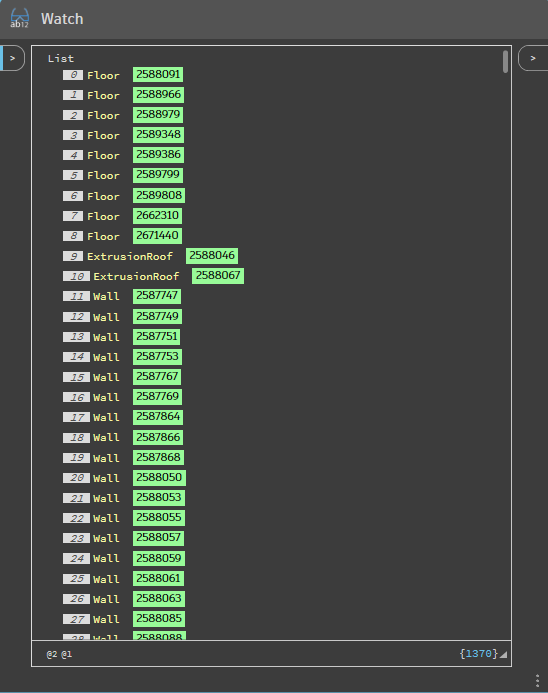 ab12 Watch
> >
List
0 Floor 2588091
1 Floor 2588966
2 Floor 2588979
3 Floor 2589348
4 Floor 2589386
5 Floor 2589799
6 Floor 2589808
7 Floor 2662310
8 Floor 2671440
9 ExtrusionRoof 2588046
10 ExtrusionRoof 2588067
11 Wall 2587747
12 Wall 2587749
13 Wall 2587751
14 Wall 2587753
15 Wall 2587767
16 Wall 2587769
17 Wall 2587864
18 Wall 2587866
19 Wall 2587868
20 Wall 2588050
21 Wall 2588053
22 Wall 2588055
23 Wall 2588057
24 Wall 2588059
25 Wall 2588061
26 Wall 2588063
27 Wall 2588085
28 Wall 2588088
@2 @1 {1370}